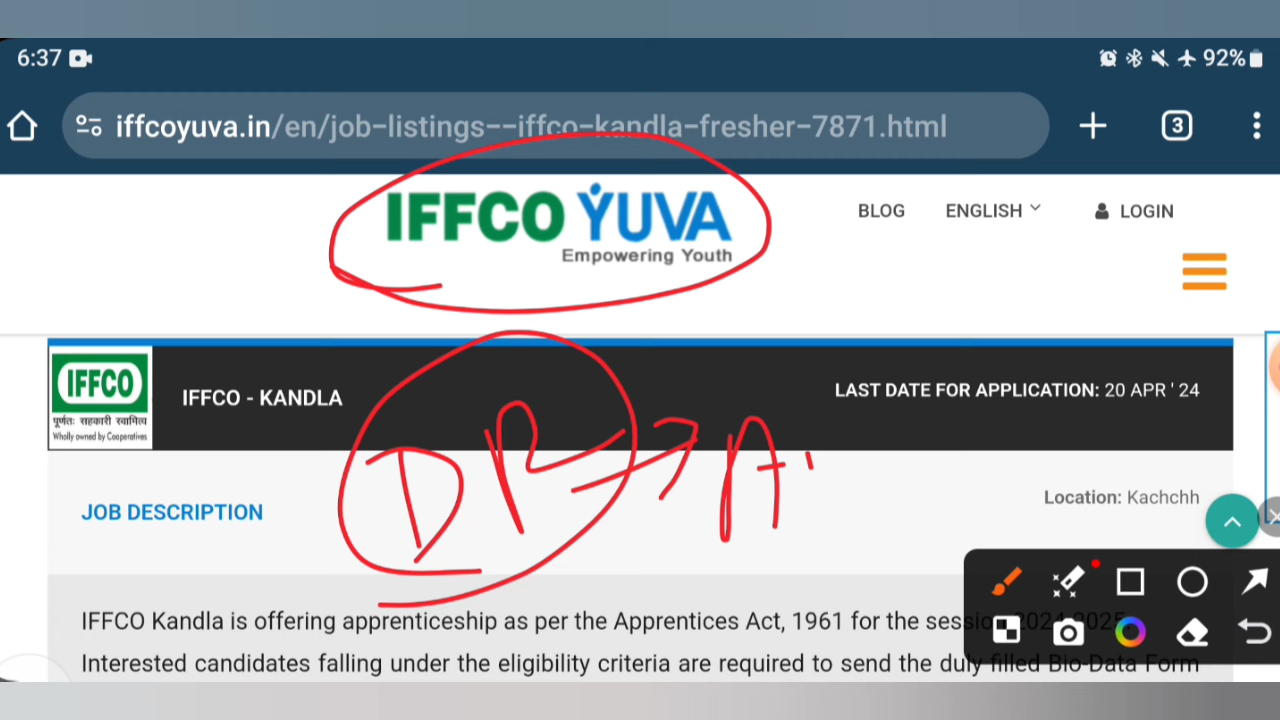 6:37 92%
iffcoyuva.in/en/job-listings--iffco-kandla-fresher-7871.html 3
IFFCO YUVA
Empowering Youth
BLOG ENGLISH LOGIN
IFFCO
पूर्णतः सहकारी स्वामित्व
Wholly owned by Cooperatives
IFFCO - KANDLA LAST DATE FOR APPLICATION: 20 APR ' 24
JOB DESCRIPTION Location: Kachchh
IFFCO Kandla is offering apprenticeship as per the Apprentices Act, 1961 for the session 2024-2025.
Interested candidates falling under the eligibility criteria are required to send the duly filled Bio-Data Form